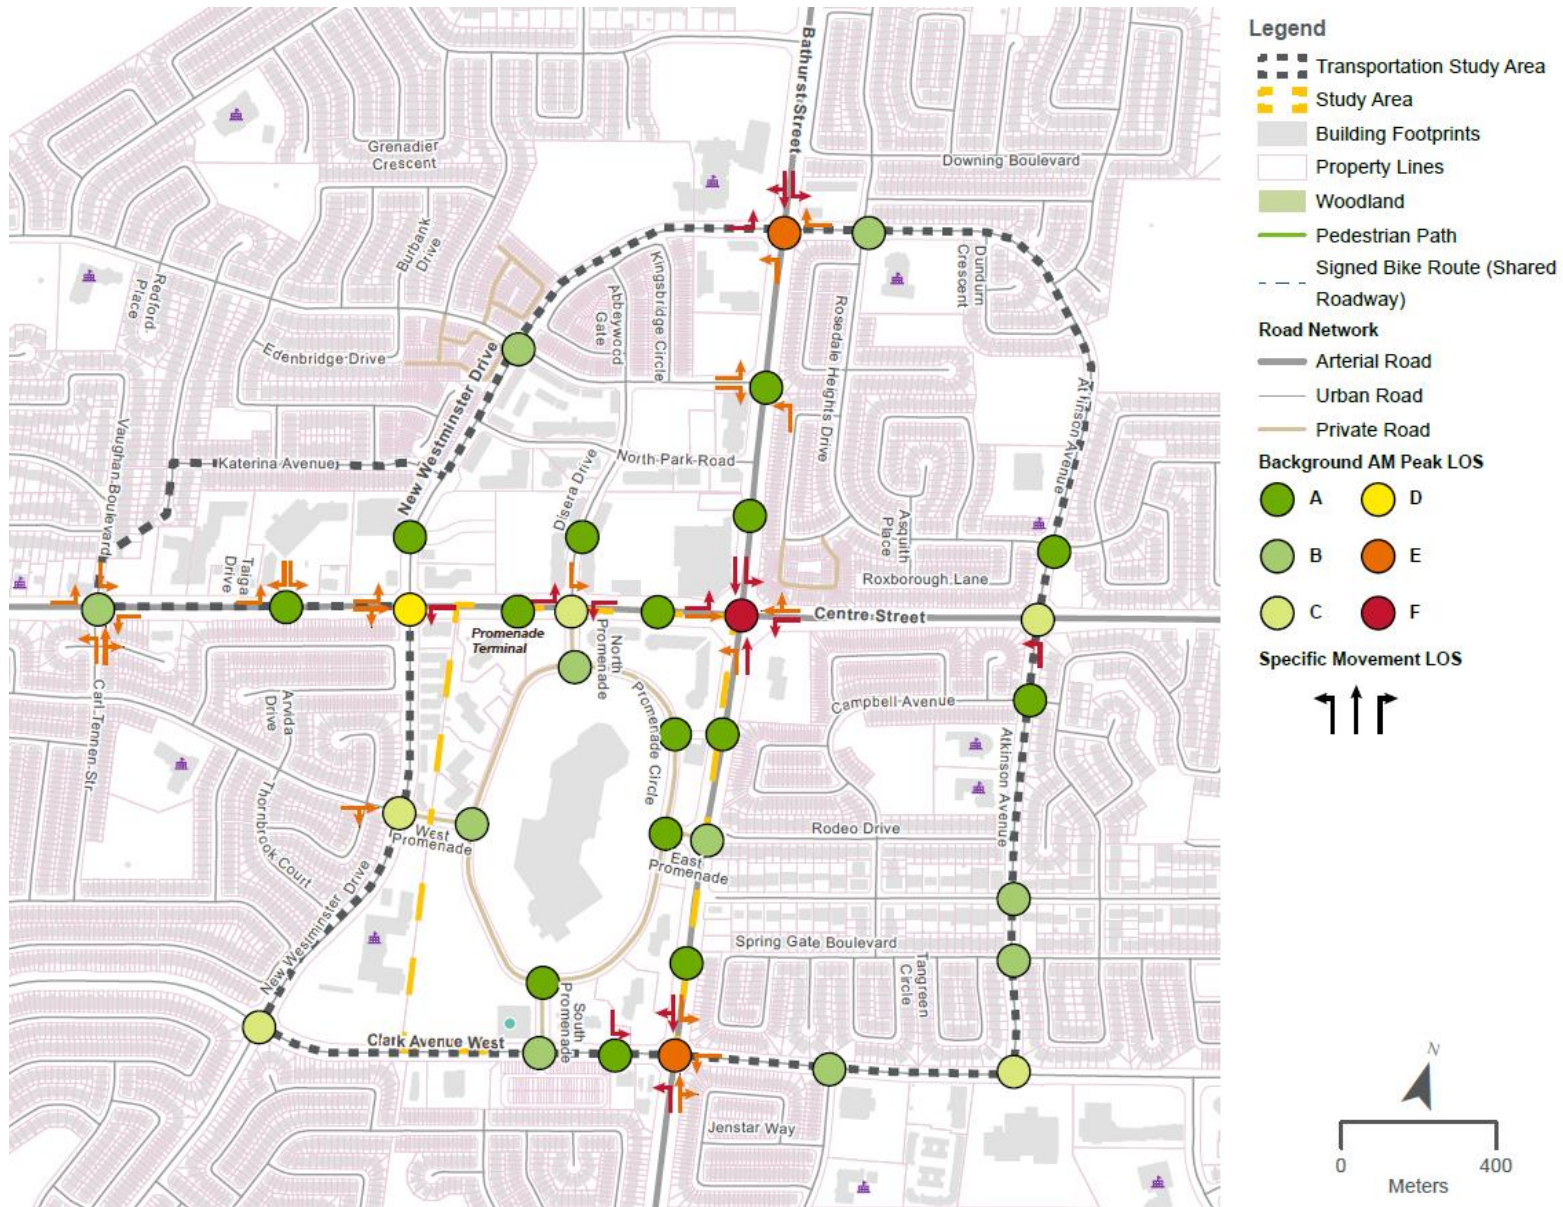 Bathurst Street
Grenadier
Crescent
Downing Boulevard
Burbank
Drive
Redford
Place
Kingsbridge Circle
Abbeywood
Gate
Dundurn
Crescent
Rosedale Heights Drive
Edenbridge Drive
New Westminster Drive
Atkinson Avenue
Vaughan Boulevard
Katerina Avenue
North Park Road
Disera Drive
Asquith
Place
Taiga
Drive
Roxborough Lane
Centre Street
Promenade
Terminal
North
Promenade
Carl Tennen Str.
Arvida
Drive
Promenade Circle
Campbell Avenue
Atkinson Avenue
Thornbrook Court
West
Promenade
Rodeo Drive
East
Promenade
New Westminster Drive
Spring Gate Boulevard
Tangreen
Circle
South
Promenade
Clark Avenue West
Jenstar Way
Legend
Transportation Study Area
Study Area
Building Footprints
Property Lines
Woodland
Pedestrian Path
Signed Bike Route (Shared
Roadway)
Road Network
Arterial Road
Urban Road
Private Road
Background AM Peak LOS
A D
B E
C F
Specific Movement LOS
N
0 400
Meters